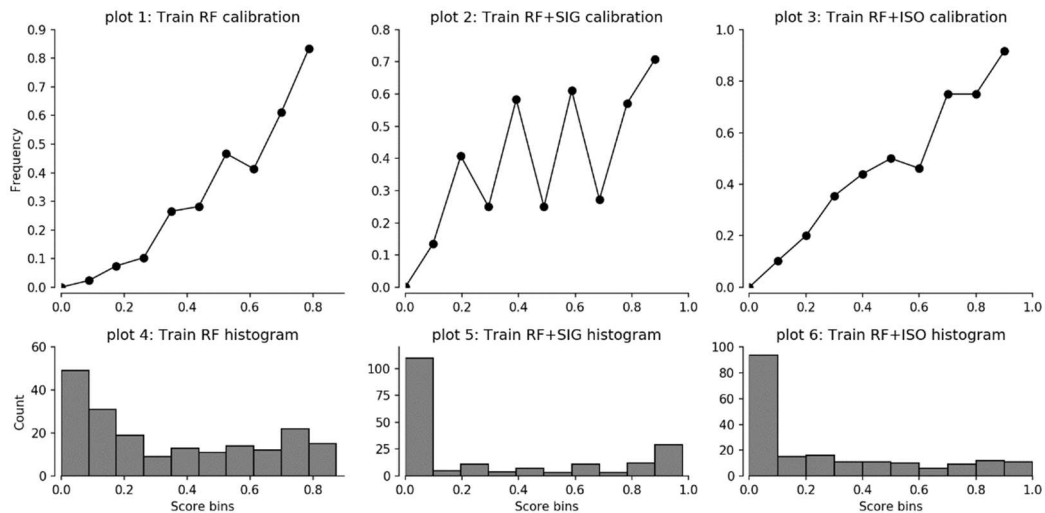 plot 1: Train RF calibration
0.9
0.8
0.7
0.6
0.5
0.4
0.3
0.2
0.1
0.0
Frequency
0.0 0.2 0.4 0.6 0.8
plot 2: Train RF+SIG calibration
0.8
0.7
0.6
0.5
0.4
0.3
0.2
0.1
0.0
0.0 0.2 0.4 0.6 0.8 1.0
plot 3: Train RF+ISO calibration
1.0
0.8
0.6
0.4
0.2
0.0
0.0 0.2 0.4 0.6 0.8 1.0
plot 4: Train RF histogram
60
40
20
0
Count
0.0 0.2 0.4 0.6 0.8
Score bins
plot 5: Train RF+SIG histogram
100
75
50
25
0
0.0 0.2 0.4 0.6 0.8 1.0
Score bins
plot 6: Train RF+ISO histogram
100
80
60
40
20
0
0.0 0.2 0.4 0.6 0.8 1.0
Score bins